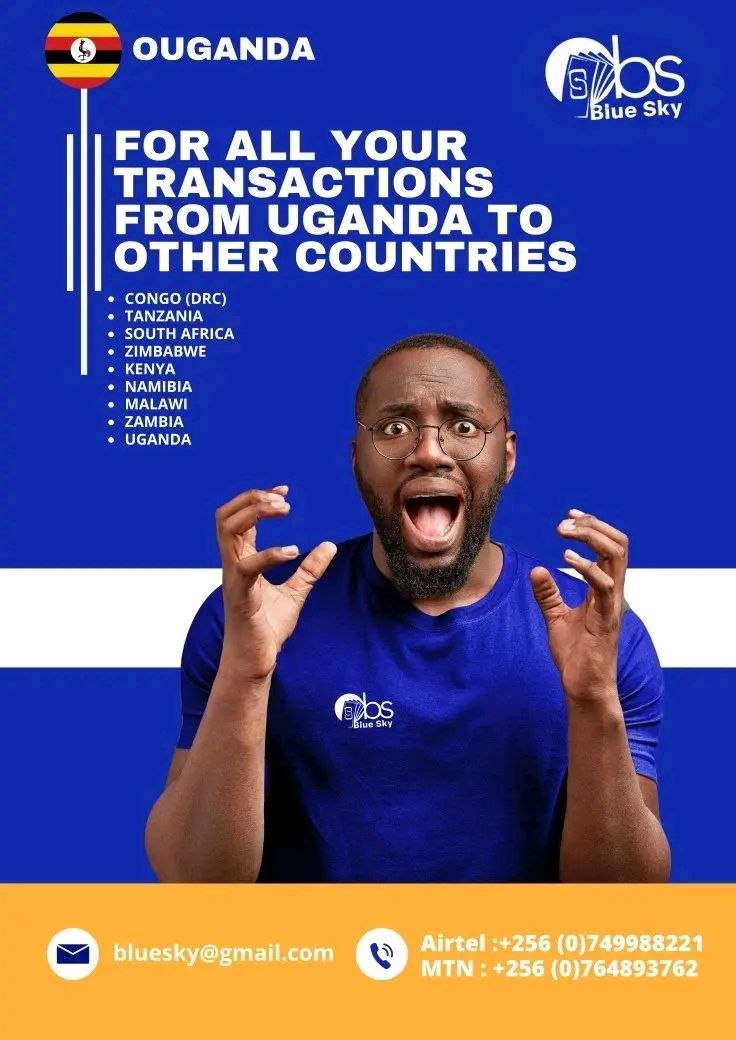 OUGANDA
bs
Blue Sky
FOR ALL YOUR
TRANSACTIONS
FROM UGANDA TO
OTHER COUNTRIES
• CONGO (DRC)
• TANZANIA
• SOUTH AFRICA
• ZIMBABWE
• KENYA
• NAMIBIA
• MALAWI
• ZAMBIA
• UGANDA
S bs
Blue Sky
bluesky@gmail.com
Airtel :+256 (0)749988221
MTN : +256 (0)764893762